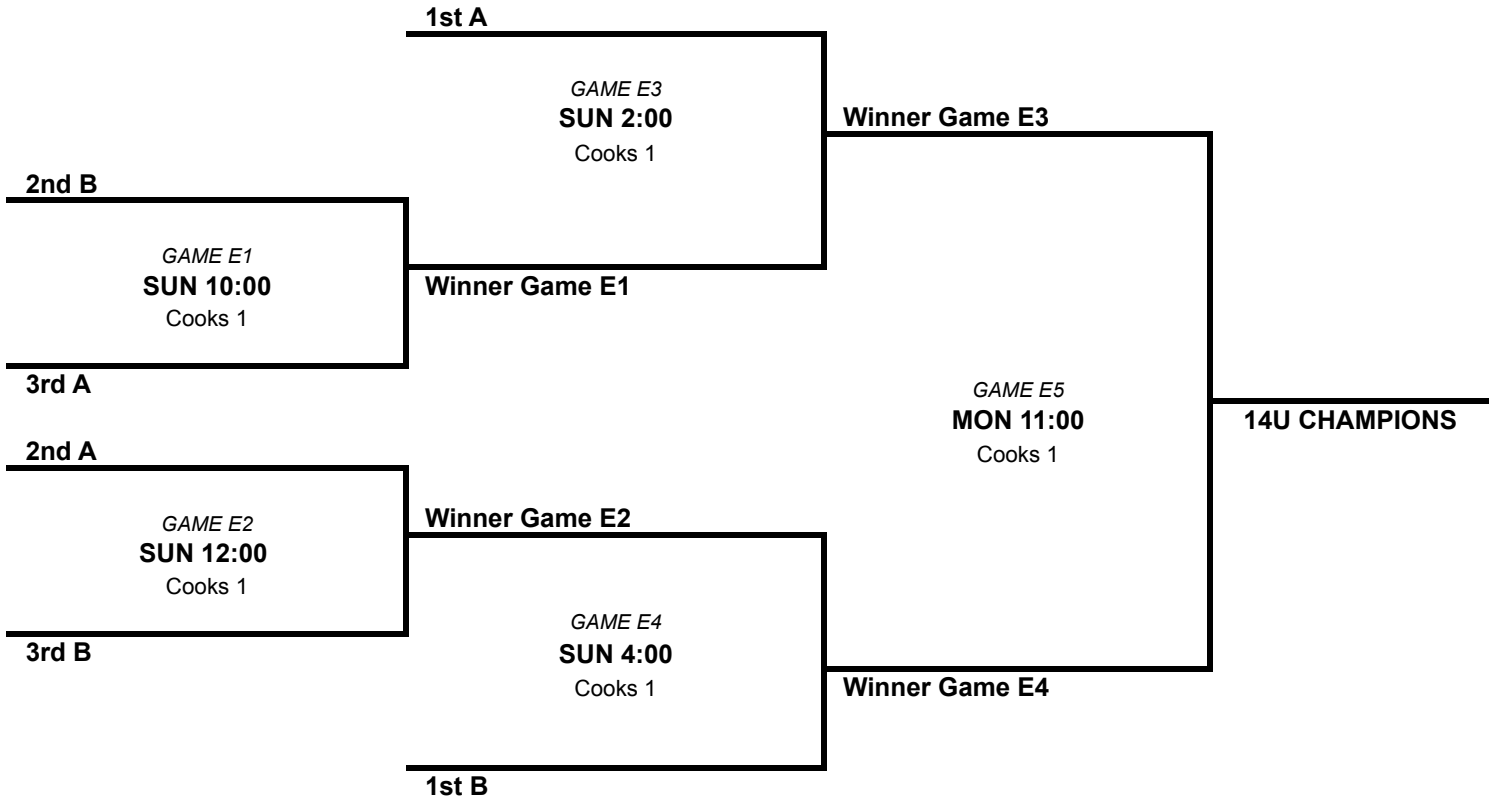 1st A
GAME E3
SUN 2:00
Cooks 1
Winner Game E3
2nd B
GAME E1
SUN 10:00
Cooks 1
Winner Game E1
3rd A
GAME E5
MON 11:00
Cooks 1
14U CHAMPIONS
2nd A
GAME E2
SUN 12:00
Cooks 1
Winner Game E2
3rd B
GAME E4
SUN 4:00
Cooks 1
Winner Game E4
1st B